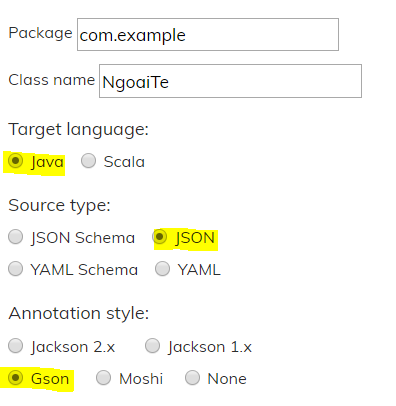 Package com.example
Class name NgoaiTe
Target language:
Java Scala
Source type:
JSON Schema JSON
YAML Schema YAML
Annotation style:
Jackson 2.x Jackson 1.x
Gson Moshi None